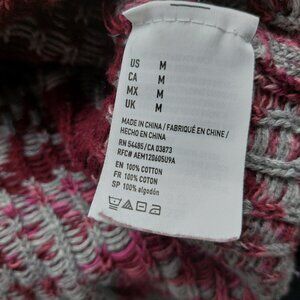 US M
CA M
MX M
UK M
MADE IN CHINA / FABRIQUÉ EN CHINE /
HECHO EN CHINA
RN 54485/CA 03873
RFC# AEM120605U9A
EN 100% COTTON
FR 100% COTON
SP 100% algodón